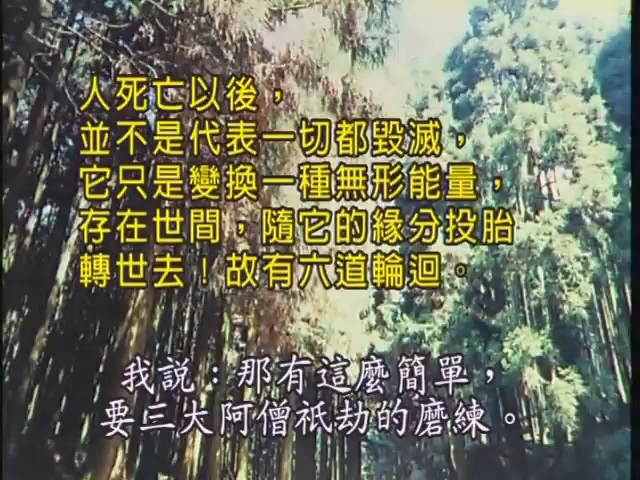 人死亡以後，
並不是代表一切都毀滅，
它只是變換一種無形能量，
存在世間，隨它的緣分投胎
轉世去！故有六道輪迴。
我説：那有這麼簡單，
要三大阿僧祇劫的磨練。